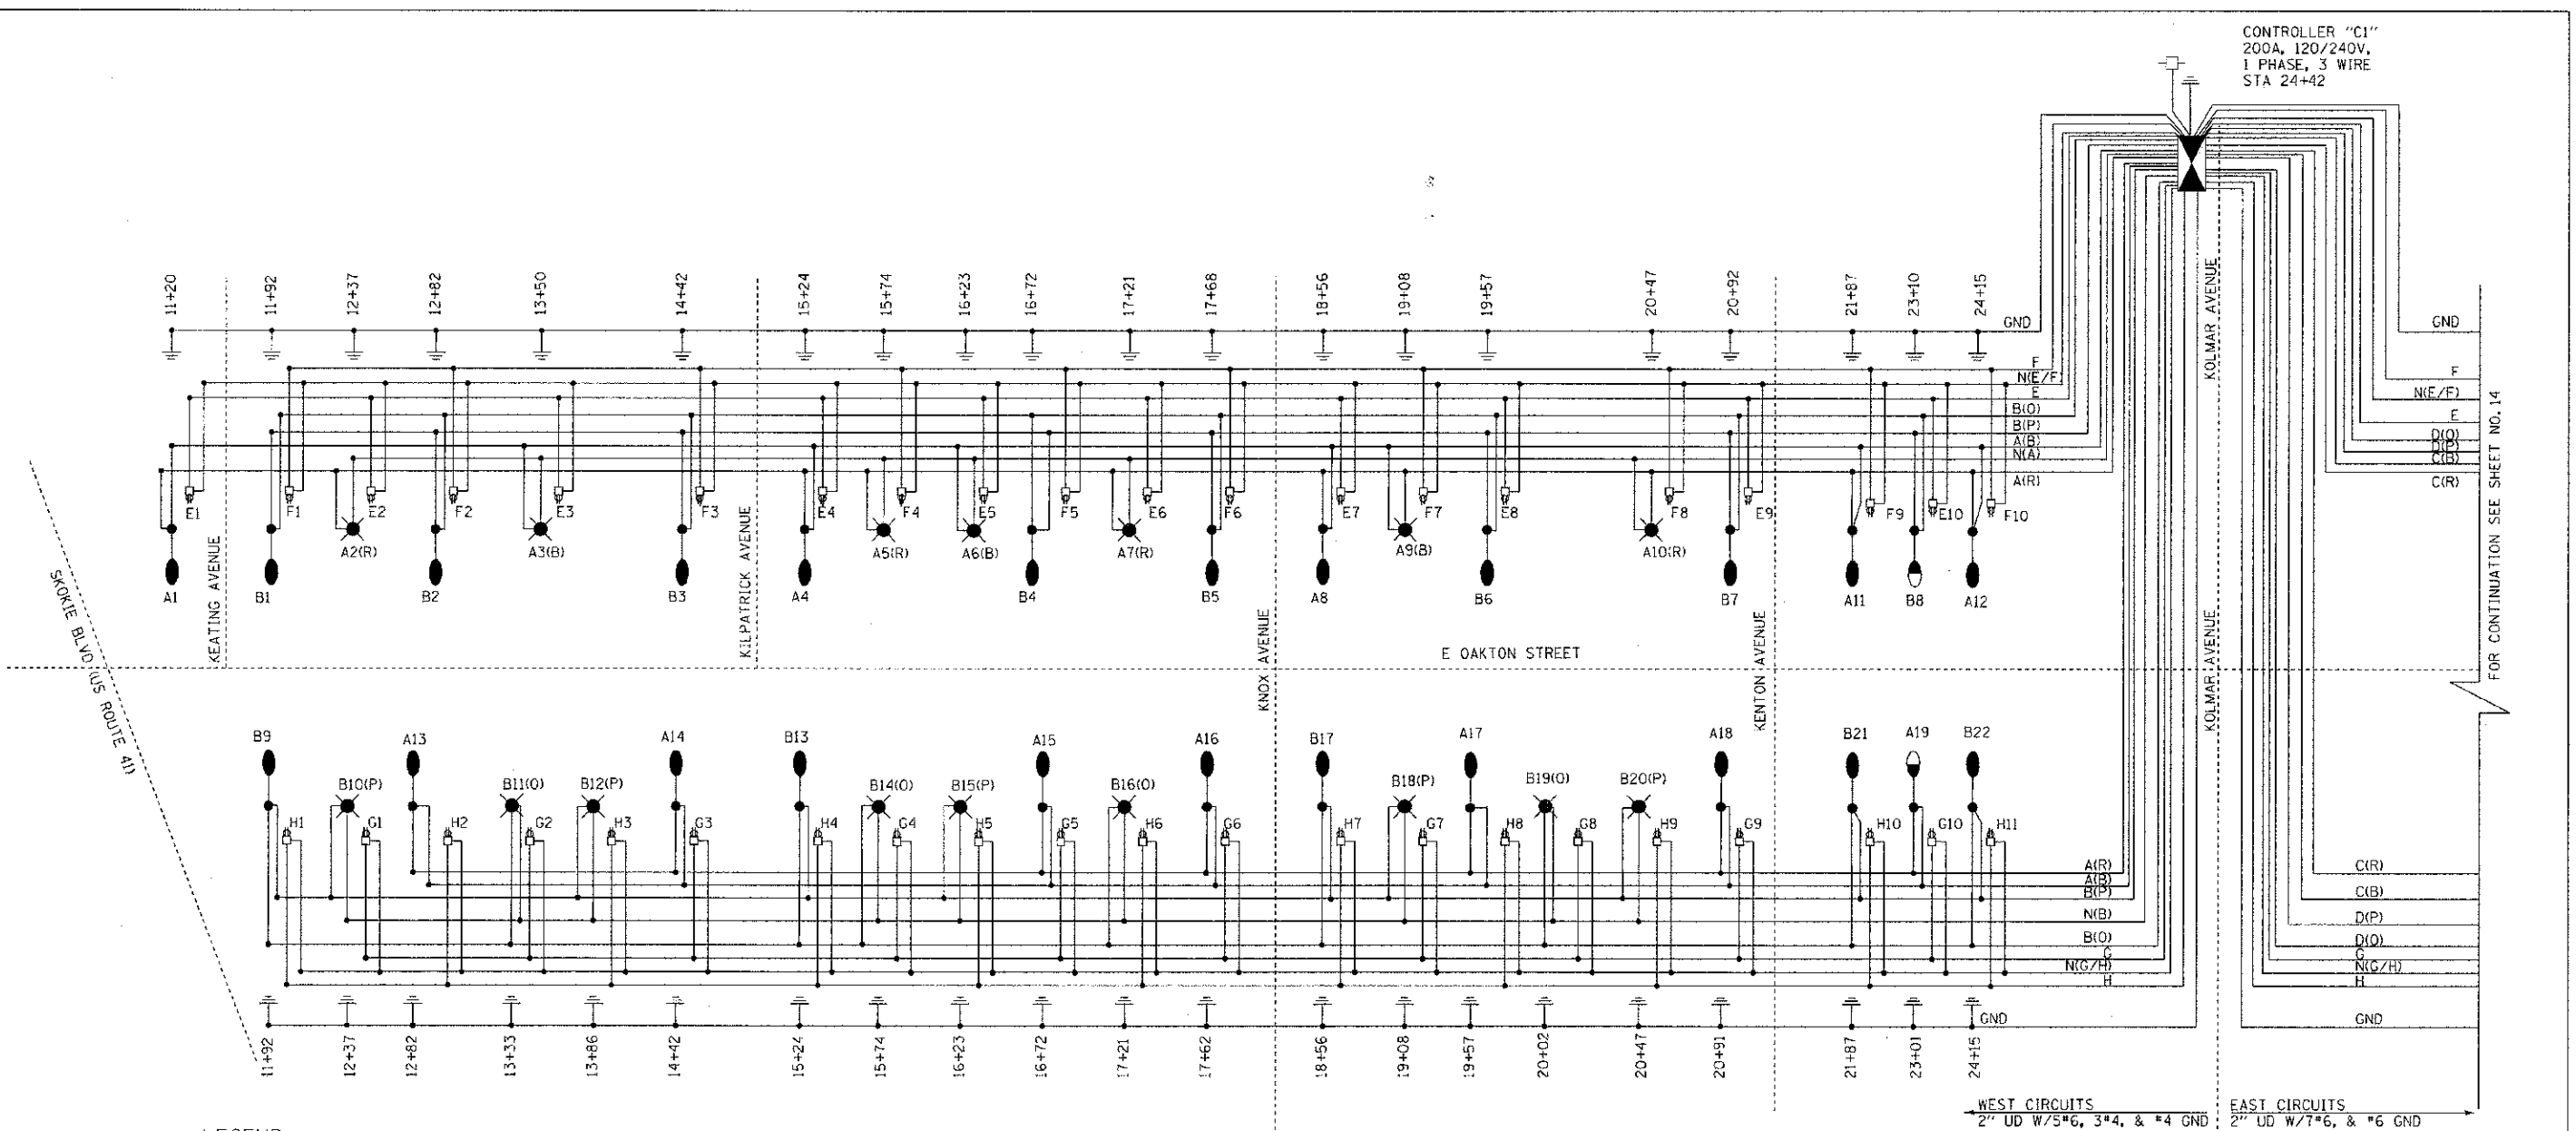 CONTROLLER "C1"
200A, 120/240V,
1 PHASE, 3 WIRE
STA 24+42
11+20
11+92
12+37
12+82
13+50
14+42
15+24
15+74
16+23
16+72
17+21
17+68
18+56
19+08
19+57
20+47
20+92
21+87
23+10
24+15
GND
F
N(E/F)
E
B(O)
B(P)
A(B)
N(A)
A(R)
GND
F
N(E/F)
E
D(O)
D(P)
C(B)
C(R)
E1
F1
E2
F2
E3
F3
E4
F4
E5
F5
E6
F6
E7
F7
E8
F8
E9
F9
E10
F10
A2(R)
A3(B)
A5(R)
A6(B)
A7(R)
A9(B)
A10(R)
A1
B1
B2
B3
A4
B4
B5
A8
B6
B7
A11
B8
A12
SKOKIE BLVD (US ROUTE 41)
KEATING AVENUE
KILPATRICK AVENUE
KNOX AVENUE
E OAKTON STREET
KENTON AVENUE
KOLMAR AVENUE
KOLMAR AVENUE
FOR CONTINUATION SEE SHEET NO. 14
B9
A13
A14
B13
A15
A16
B17
A17
A18
B21
A19
B22
B10(P)
B11(O)
B12(P)
B14(O)
B15(P)
B16(O)
B18(P)
B19(O)
B20(P)
H1
G1
H2
G2
H3
G3
H4
G4
H5
G5
H6
G6
H7
G7
H8
G8
H9
G9
H10
G10
H11
A(R)
A(B)
B(P)
N(B)
B(O)
G
N(G/H)
H
GND
C(R)
C(B)
D(P)
D(O)
G
N(G/H)
H
GND
11+92
12+37
12+82
13+33
13+86
14+42
15+24
15+74
16+23
16+72
17+21
17+62
18+56
19+08
19+57
20+02
20+47
20+91
21+87
23+01
24+15
WEST CIRCUITS
2" UD W/5#6, 3#4, & #4 GND
EAST CIRCUITS
2" UD W/7#6, & #6 GND
LEGEND